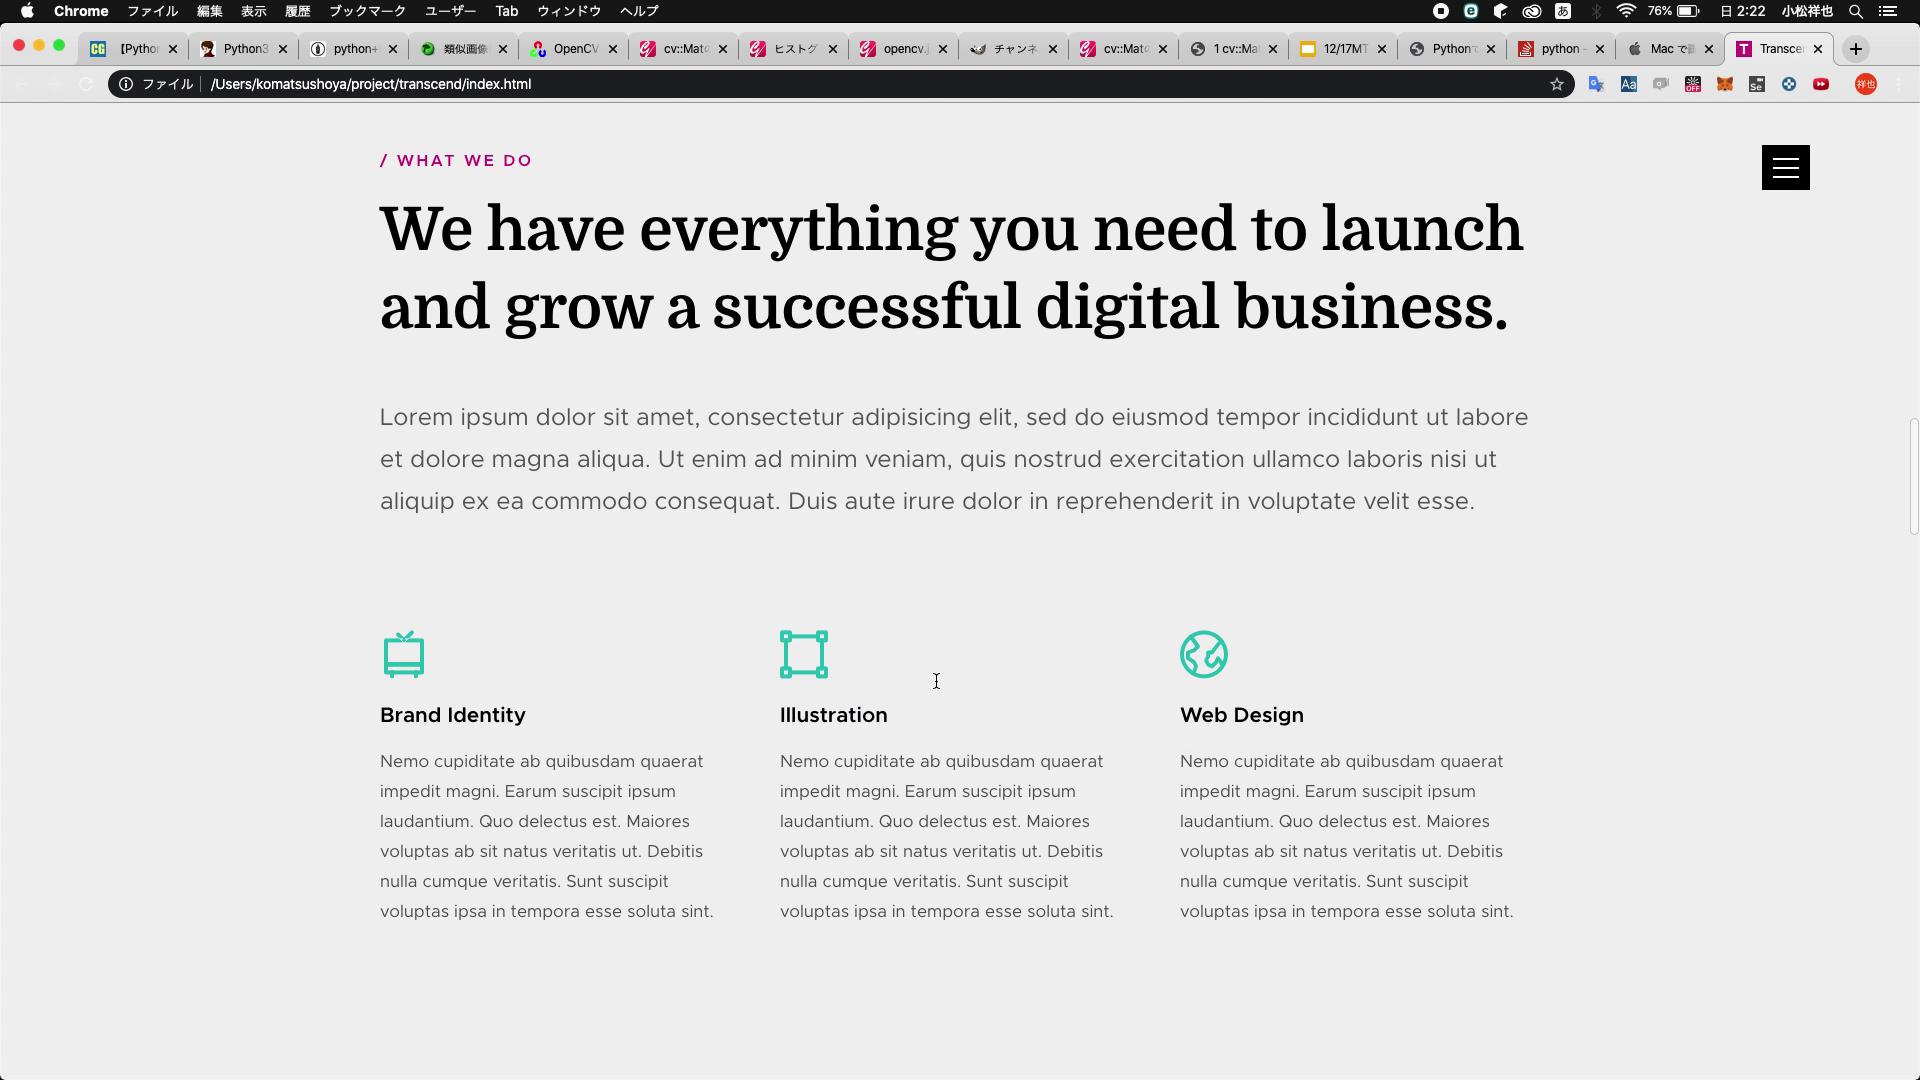 Chrome ファイル 編集 表示 履歴 ブックマーク ユーザー Tab ウィンドウ ヘルプ あ 76% 日 2:22 小松祥也
【Pytho Python3 python+ 類似画像 OpenCV cv::Mat ヒストグ opencv. チャンネ cv::Mat 1 cv::Ma 12/17MT Python python Mac で Transce
ファイル /Users/komatsushoya/project/transcend/index.html Aa OFF Se 祥也
/ WHAT WE DO
We have everything you need to launch
and grow a successful digital business.
Lorem ipsum dolor sit amet, consectetur adipisicing elit, sed do eiusmod tempor incididunt ut labore
et dolore magna aliqua. Ut enim ad minim veniam, quis nostrud exercitation ullamco laboris nisi ut
aliquip ex ea commodo consequat. Duis aute irure dolor in reprehenderit in voluptate velit esse.
Brand Identity
Nemo cupiditate ab quibusdam quaerat
impedit magni. Earum suscipit ipsum
laudantium. Quo delectus est. Maiores
voluptas ab sit natus veritatis ut. Debitis
nulla cumque veritatis. Sunt suscipit
voluptas ipsa in tempora esse soluta sint.
Illustration
Nemo cupiditate ab quibusdam quaerat
impedit magni. Earum suscipit ipsum
laudantium. Quo delectus est. Maiores
voluptas ab sit natus veritatis ut. Debitis
nulla cumque veritatis. Sunt suscipit
voluptas ipsa in tempora esse soluta sint.
Web Design
Nemo cupiditate ab quibusdam quaerat
impedit magni. Earum suscipit ipsum
laudantium. Quo delectus est. Maiores
voluptas ab sit natus veritatis ut. Debitis
nulla cumque veritatis. Sunt suscipit
voluptas ipsa in tempora esse soluta sint.